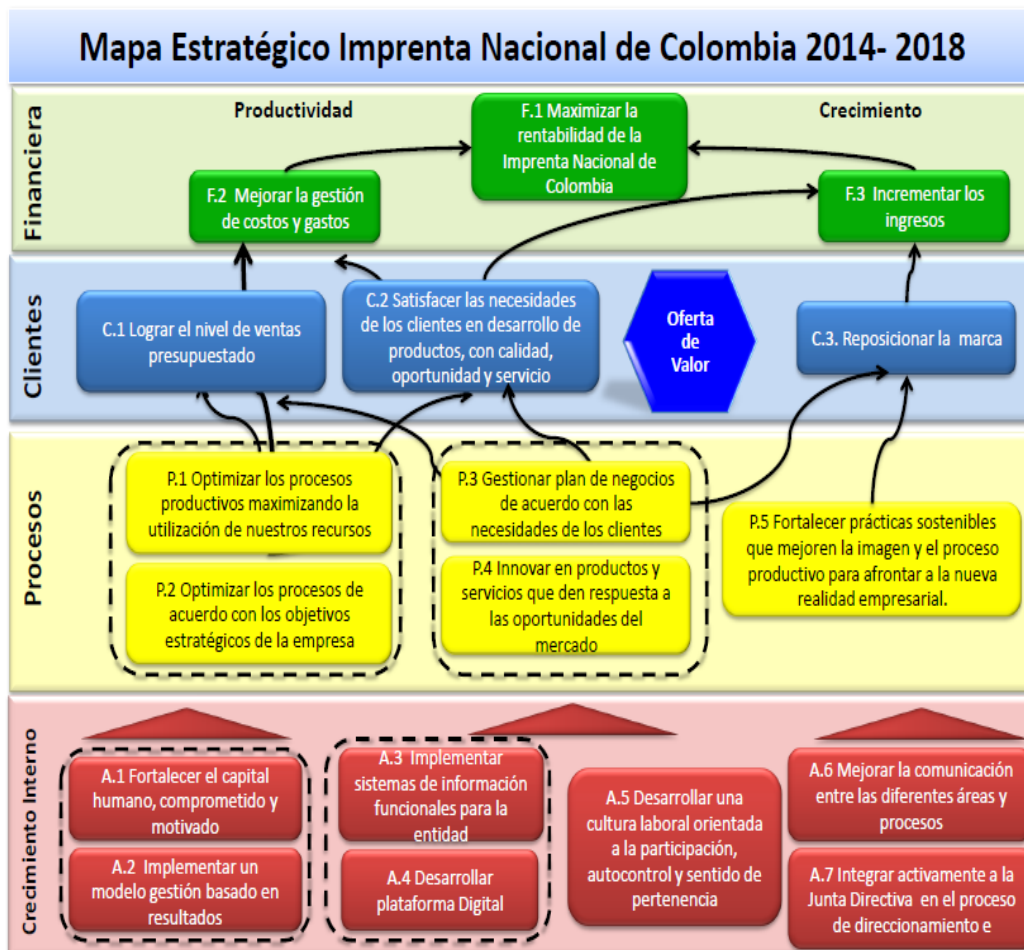 Mapa Estratégico Imprenta Nacional de Colombia 2014- 2018
Financiera
Productividad
Crecimiento
F.1 Maximizar la
rentabilidad de la
Imprenta Nacional de
Colombia
F.2 Mejorar la gestión
de costos y gastos
F.3 Incrementar los
ingresos
Clientes
C.1 Lograr el nivel de ventas
presupuestado
C.2 Satisfacer las necesidades
de los clientes en desarrollo de
productos, con calidad,
oportunidad y servicio
Oferta
de
Valor
C.3. Reposicionar la marca
Procesos
P.1 Optimizar los procesos
productivos maximizando la
utilización de nuestros recursos
P.2 Optimizar los procesos de
acuerdo con los objetivos
estratégicos de la empresa
P.3 Gestionar plan de negocios
de acuerdo con las
necesidades de los clientes
P.4 Innovar en productos y
servicios que den respuesta a
las oportunidades del
mercado
P.5 Fortalecer prácticas sostenibles
que mejoren la imagen y el proceso
productivo para afrontar a la nueva
realidad empresarial.
Crecimiento Interno
A.1 Fortalecer el capital
humano, comprometido y
motivado
A.2 Implementar un
modelo gestión basado en
resultados
A.3 Implementar
sistemas de información
funcionales para la
entidad
A.4 Desarrollar
plataforma Digital
A.5 Desarrollar una
cultura laboral orientada
a la participación,
autocontrol y sentido de
pertenencia
A.6 Mejorar la comunicación
entre las diferentes áreas y
procesos
A.7 Integrar activamente a la
Junta Directiva en el proceso
de direccionamiento e